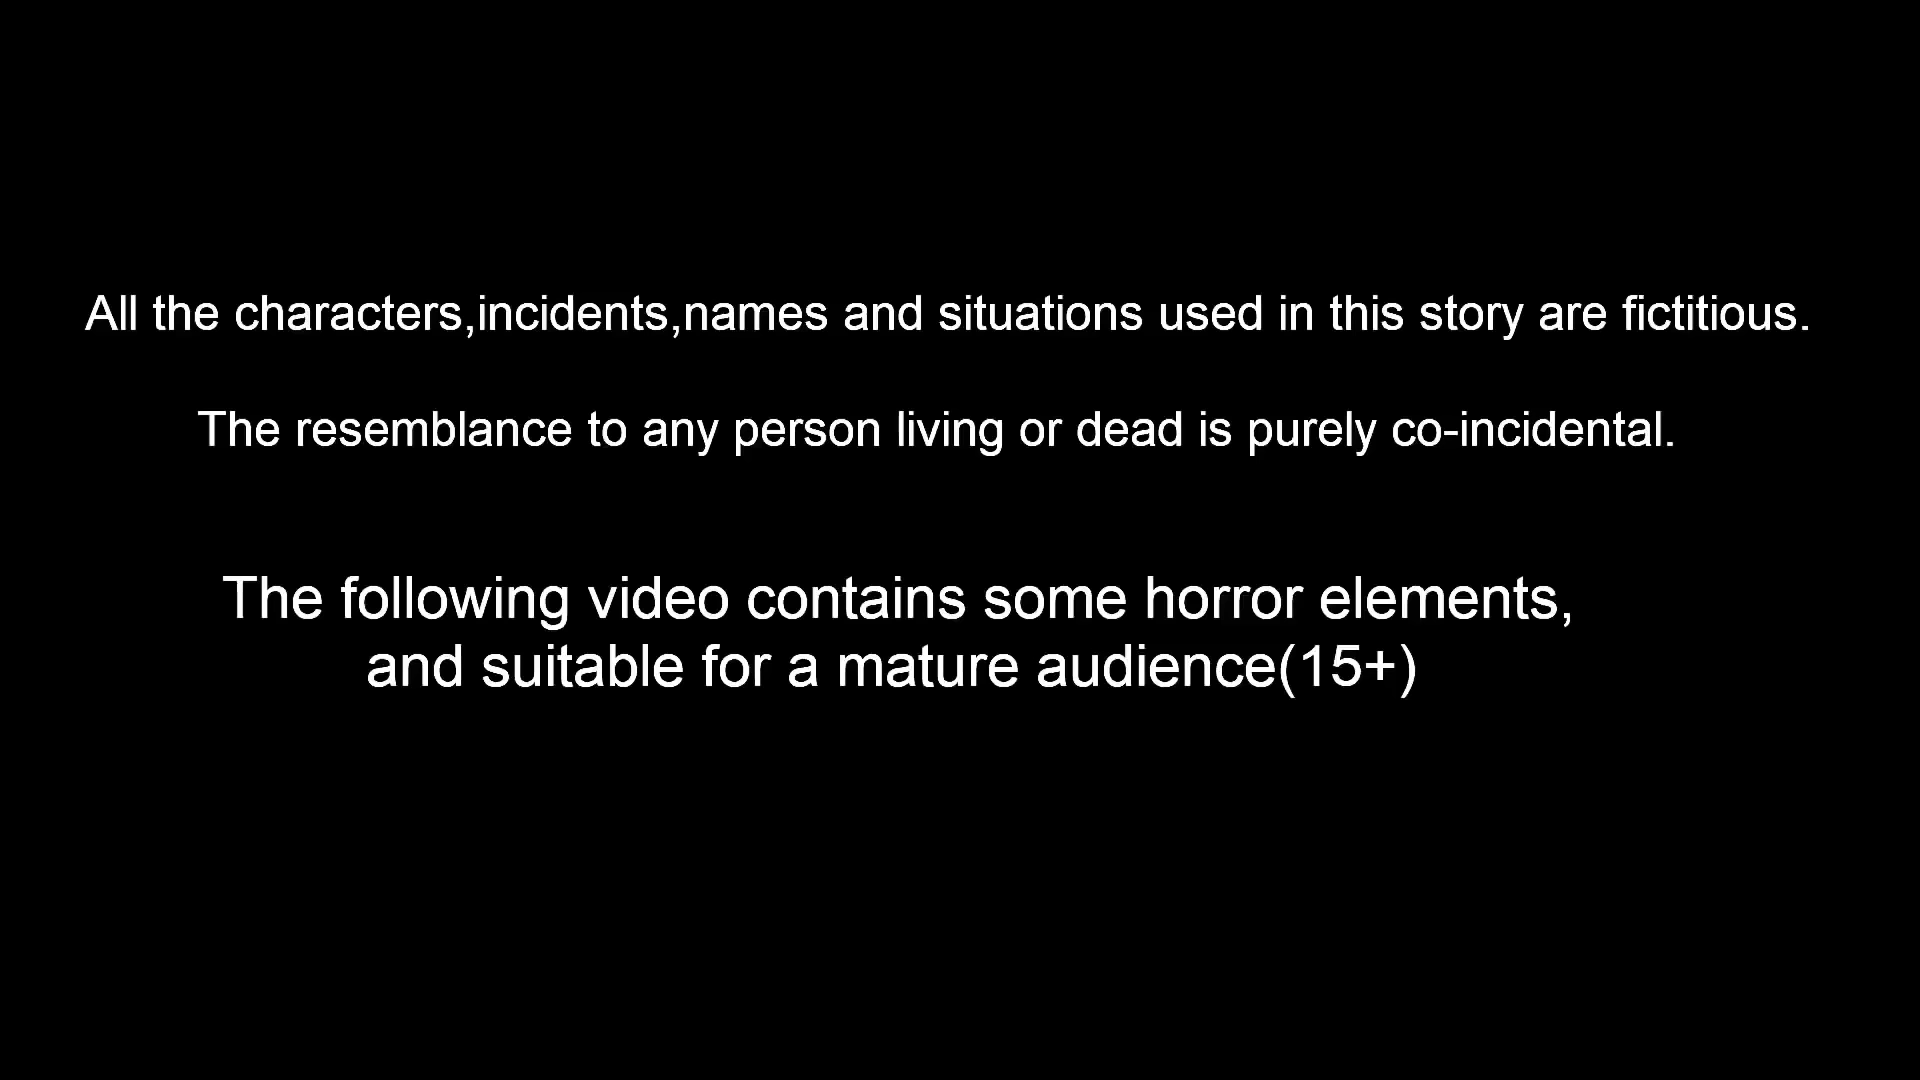 All the characters,incidents,names and situations used in this story are fictitious.
The resemblance to any person living or dead is purely co-incidental.
The following video contains some horror elements,
and suitable for a mature audience(15+)